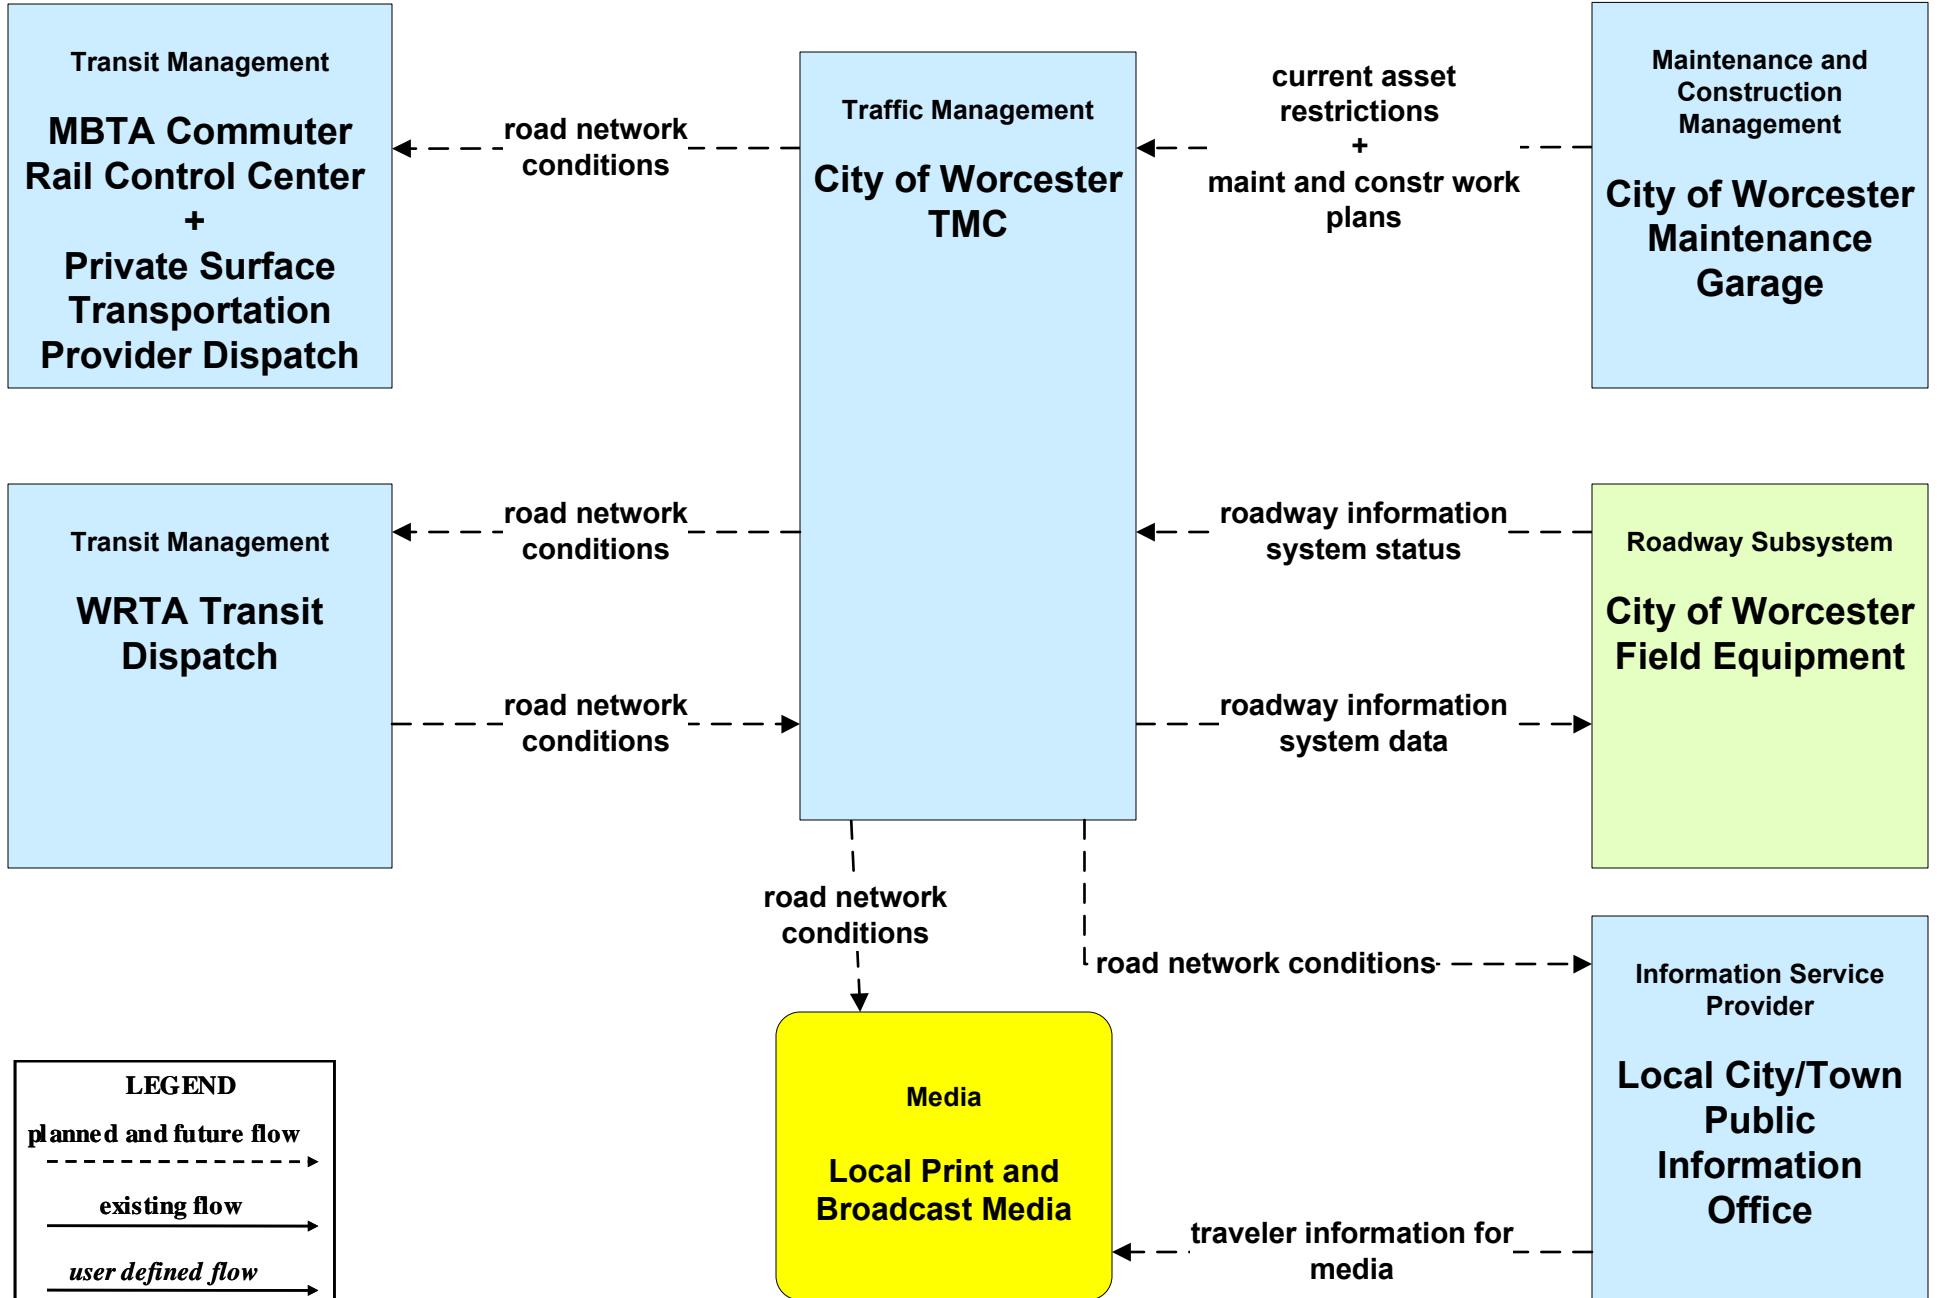 Transit Management
MBTA Commuter
Rail Control Center
+
Private Surface
Transportation
Provider Dispatch
road network
conditions
Traffic Management
City of Worcester
TMC
current asset
restrictions
+
maint and constr work
plans
Maintenance and
Construction
Management
City of Worcester
Maintenance
Garage
Transit Management
WRTA Transit
Dispatch
road network
conditions
road network
conditions
roadway information
system status
roadway information
system data
Roadway Subsystem
City of Worcester
Field Equipment
road network
conditions
road network conditions
Information Service
Provider
Local City/Town
Public
Information
Office
Media
Local Print and
Broadcast Media
traveler information for
media
LEGEND
planned and future flow
existing flow
user defined flow